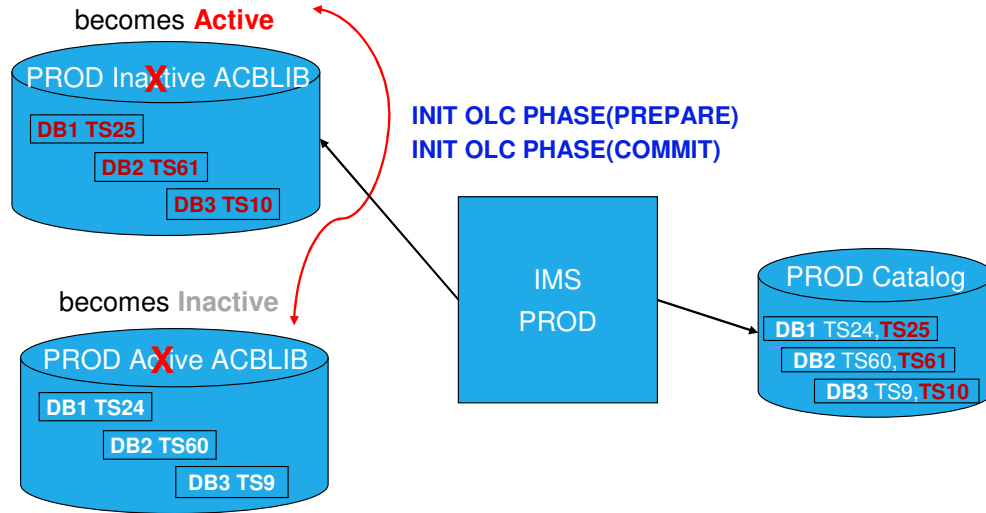 becomes Active
PROD Inactive ACBLIB
X
DB1 TS25
DB2 TS61
DB3 TS10
INIT OLC PHASE(PREPARE)
INIT OLC PHASE(COMMIT)
IMS
PROD
PROD Catalog
DB1 TS24,TS25
DB2 TS60,TS61
DB3 TS9,TS10
becomes Inactive
PROD Active ACBLIB
X
DB1 TS24
DB2 TS60
DB3 TS9